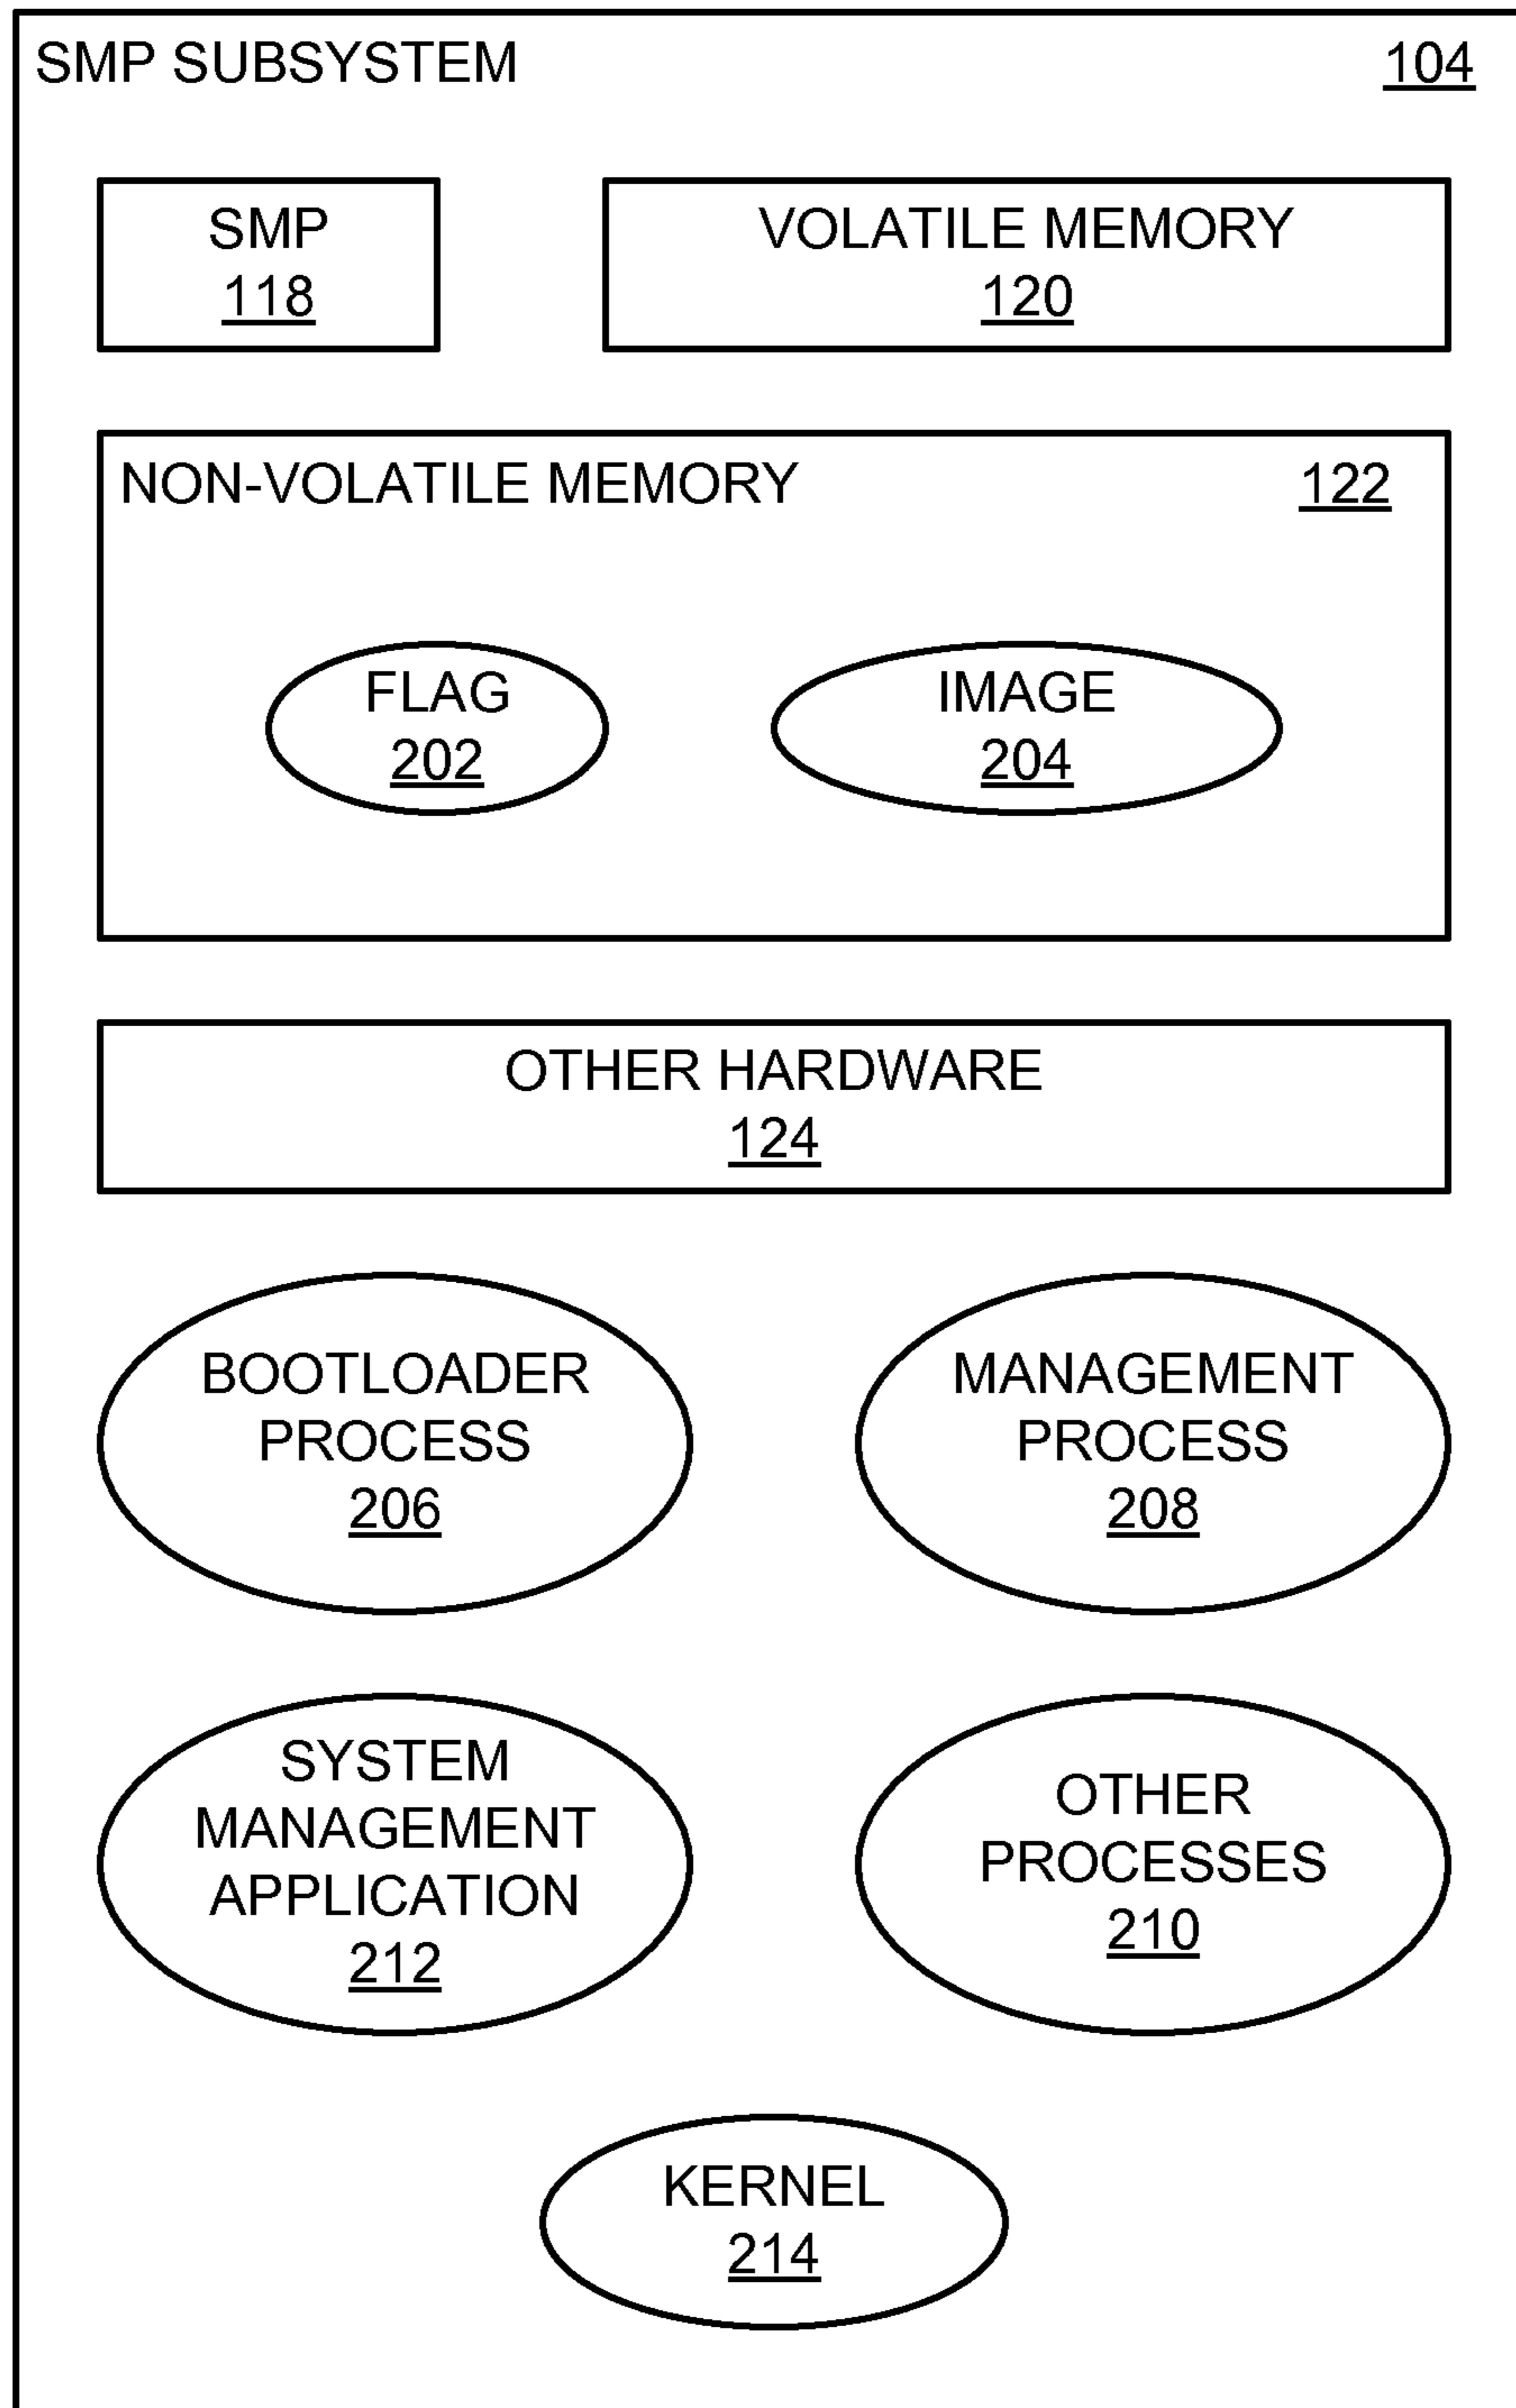 SMP SUBSYSTEM 104
SMP
118
VOLATILE MEMORY
120
NON-VOLATILE MEMORY 122
FLAG
202
IMAGE
204
OTHER HARDWARE
124
BOOTLOADER
PROCESS
206
MANAGEMENT
PROCESS
208
SYSTEM
MANAGEMENT
APPLICATION
212
OTHER
PROCESSES
210
KERNEL
214